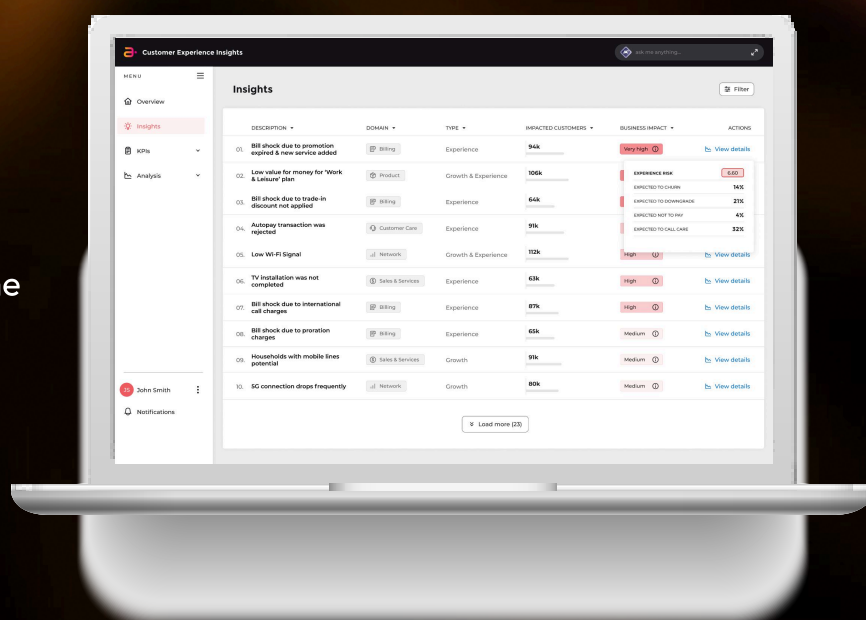 Customer Experience Insights
ask me anything...
MENU
Overview
Insights
KPIs
Analysis
JS John Smith
Notifications
Insights
Filter
DESCRIPTION DOMAIN TYPE IMPACTED CUSTOMERS BUSINESS IMPACT ACTIONS
01. Bill shock due to promotion
expired & new service added
Billing Experience 94k Very high View details
02. Low value for money for 'Work
& Leisure' plan
Product Growth & Experience 106k
03. Bill shock due to trade-in
discount not applied
Billing Experience 64k
04. Autopay transaction was
rejected
Customer Care Experience 91k
05. Low Wi-Fi Signal Network Growth & Experience 112k High View details
06. TV installation was not
completed
Sales & Services Experience 63k High View details
07. Bill shock due to international
call charges
Billing Experience 87k High View details
08. Bill shock due to proration
charges
Billing Experience 65k Medium View details
09. Households with mobile lines
potential
Sales & Services Growth 91k Medium View details
10. 5G connection drops frequently Network Growth 80k Medium View details
EXPERIENCE RISK 6.60
EXPECTED TO CHURN 14%
EXPECTED TO DOWNGRADE 21%
EXPECTED NOT TO PAY 4%
EXPECTED TO CALL CARE 32%
Load more (23)